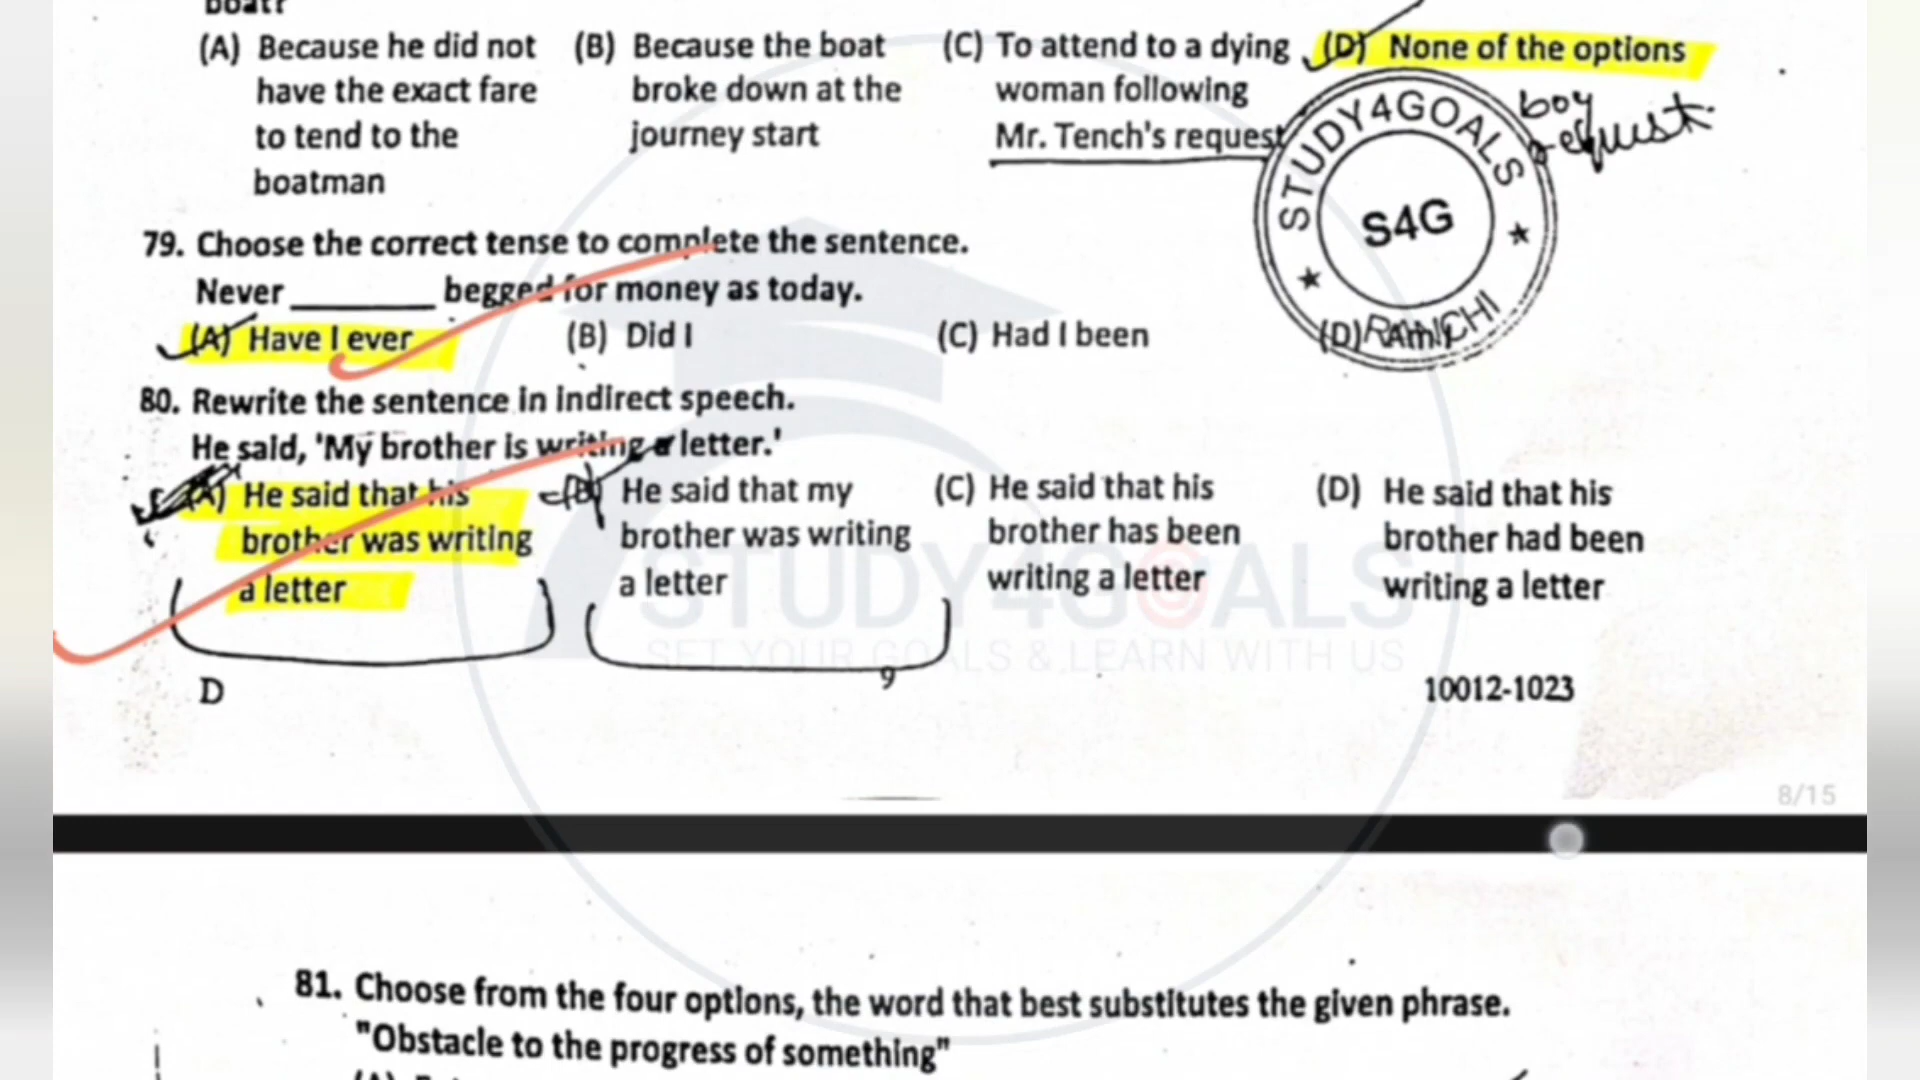 boat?
(A) Because he did not (B) Because the boat (C) To attend to a dying (D) None of the options
have the exact fare broke down at the woman following boy
to tend to the journey start Mr. Tench's request request
boatman
STUDY4GOALS
S4G
RANCHI
79. Choose the correct tense to complete the sentence.
Never ________ begged for money as today.
(A) Have I ever (B) Did I (C) Had I been (D) Am I
80. Rewrite the sentence in indirect speech.
He said, 'My brother is writing a letter.'
(A) He said that his (B) He said that my (C) He said that his (D) He said that his
brother was writing brother was writing brother has been brother had been
a letter a letter writing a letter writing a letter
STUDY4GOALS
SET YOUR GOALS & LEARN WITH US
D 9 10012-1023
8/15
81. Choose from the four options, the word that best substitutes the given phrase.
"Obstacle to the progress of something"